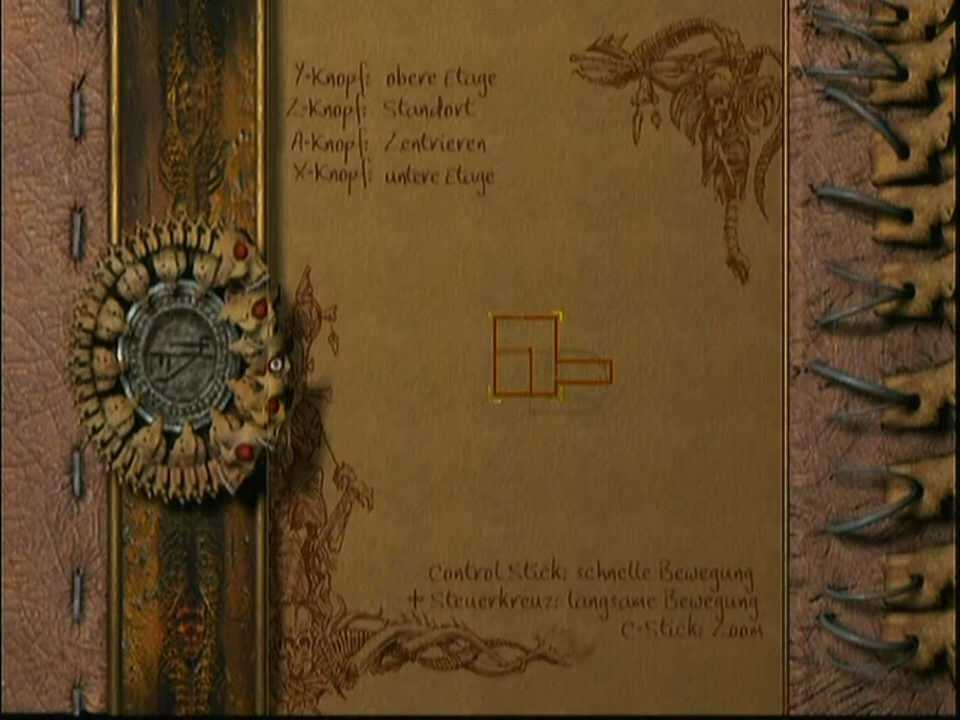 Y-Knopf: obere Etage
Z-Knopf: Standort
A-Knopf: Zentrieren
X-Knopf: untere Etage
Control Stick: schnelle Bewegung
+ Steuerkreuz: langsame Bewegung
C-Stick: Zoom